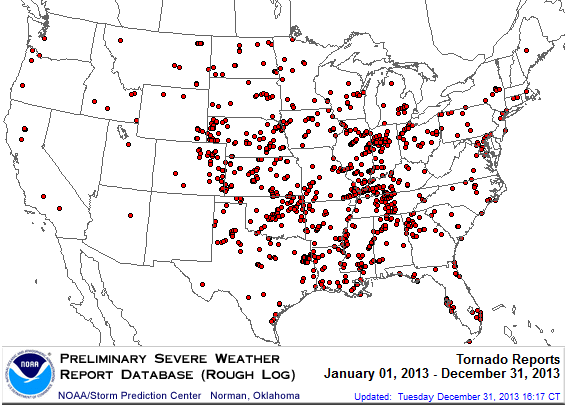 NOAA
PRELIMINARY SEVERE WEATHER
REPORT DATABASE (ROUGH LOG)
NOAA/Storm Prediction Center Norman, Oklahoma
Tornado Reports
January 01, 2013 - December 31, 2013
Updated: Tuesday December 31, 2013 16:17 CT